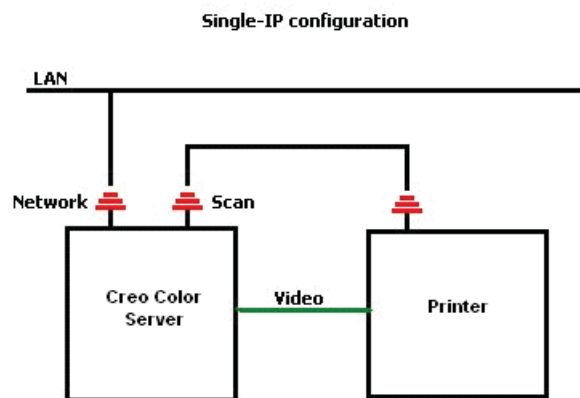 Single-IP configuration
LAN
Network
Scan
Creo Color
Server
Video
Printer